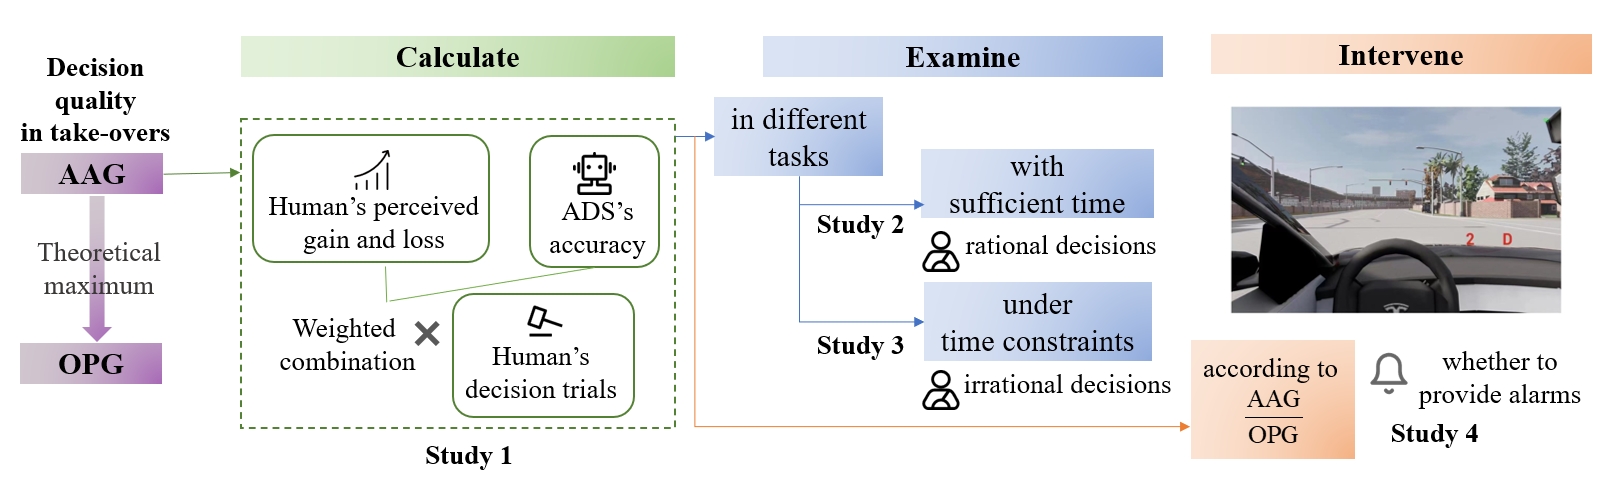 Decision
quality
in take-overs
AAG
Theoretical
maximum
OPG
Calculate
Human's perceived
gain and loss
ADS's
accuracy
Weighted
combination
Human's
decision trials
Study 1
Examine
in different
tasks
with
sufficient time
Study 2
rational decisions
under
time constraints
Study 3
irrational decisions
Intervene
2 D
according to
AAG
OPG
whether to
provide alarms
Study 4